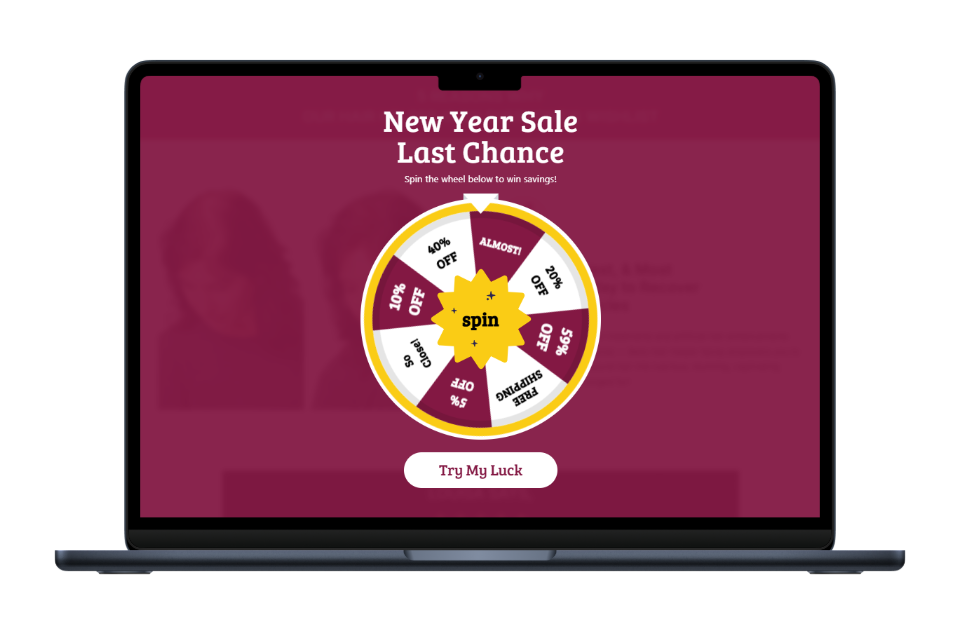 New Year Sale
Last Chance
Spin the wheel below to win savings!
ALMOST!
20%
OFF
59%
OFF
FREE
SHIPPING
5%
OFF
So
Close!
10%
OFF
40%
OFF
spin
Try My Luck